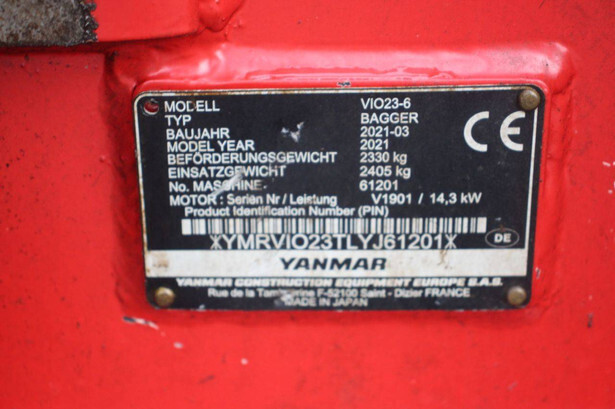 MODELL VIO23-6
TYP BAGGER
BAUJAHR 2021-03
MODEL YEAR 2021
BEFÖRDERUNGSGEWICHT 2330 kg
EINSATZGEWICHT 2405 kg
No. MASCHINE 61201
MOTOR : Serien Nr / Leistung V1901 / 14,3 kW
Product Identification Number (PIN)
*YMRVIO23TLYJ61201*
CE
DE
YANMAR
YANMAR CONSTRUCTION EQUIPMENT EUROPE S.A.S.
Rue de la Tambourine F-52100 Saint - Dizier FRANCE
MADE IN JAPAN